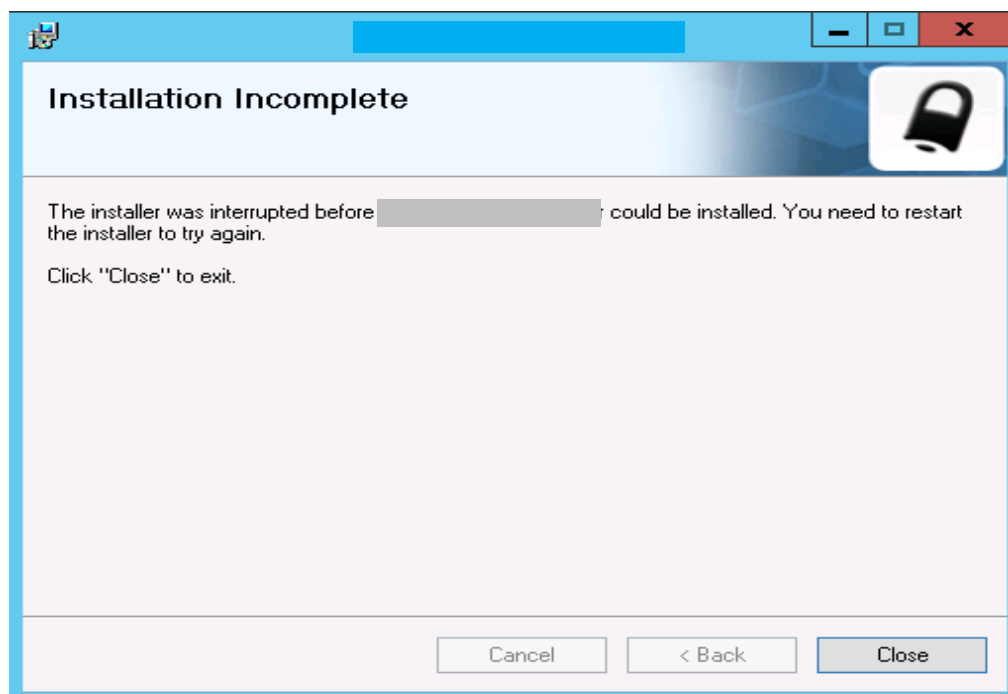 Installation Incomplete
The installer was interrupted before could be installed. You need to restart
the installer to try again.
Click "Close" to exit.
Cancel
< Back
Close